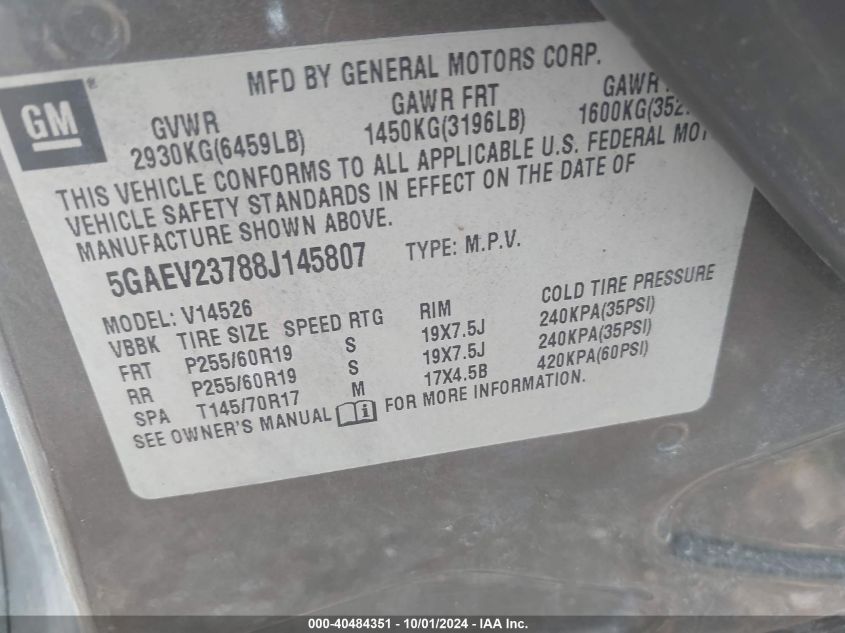 MFD BY GENERAL MOTORS CORP.
GM®
GVWR GAWR FRT GAWR
2930KG(6459LB) 1450KG(3196LB) 1600KG(352
THIS VEHICLE CONFORMS TO ALL APPLICABLE U.S. FEDERAL MOT
VEHICLE SAFETY STANDARDS IN EFFECT ON THE DATE OF
MANUFACTURE SHOWN ABOVE.
5GAEV23788J145807 TYPE: M.P.V.
MODEL: V14526
VBBK TIRE SIZE SPEED RTG RIM COLD TIRE PRESSURE
FRT P255/60R19 S 19X7.5J 240KPA(35PSI)
RR P255/60R19 S 19X7.5J 240KPA(35PSI)
SPA T145/70R17 M 17X4.5B 420KPA(60PSI)
SEE OWNER'S MANUAL FOR MORE INFORMATION.
000-40484351 - 10/01/2024 - IAA Inc.